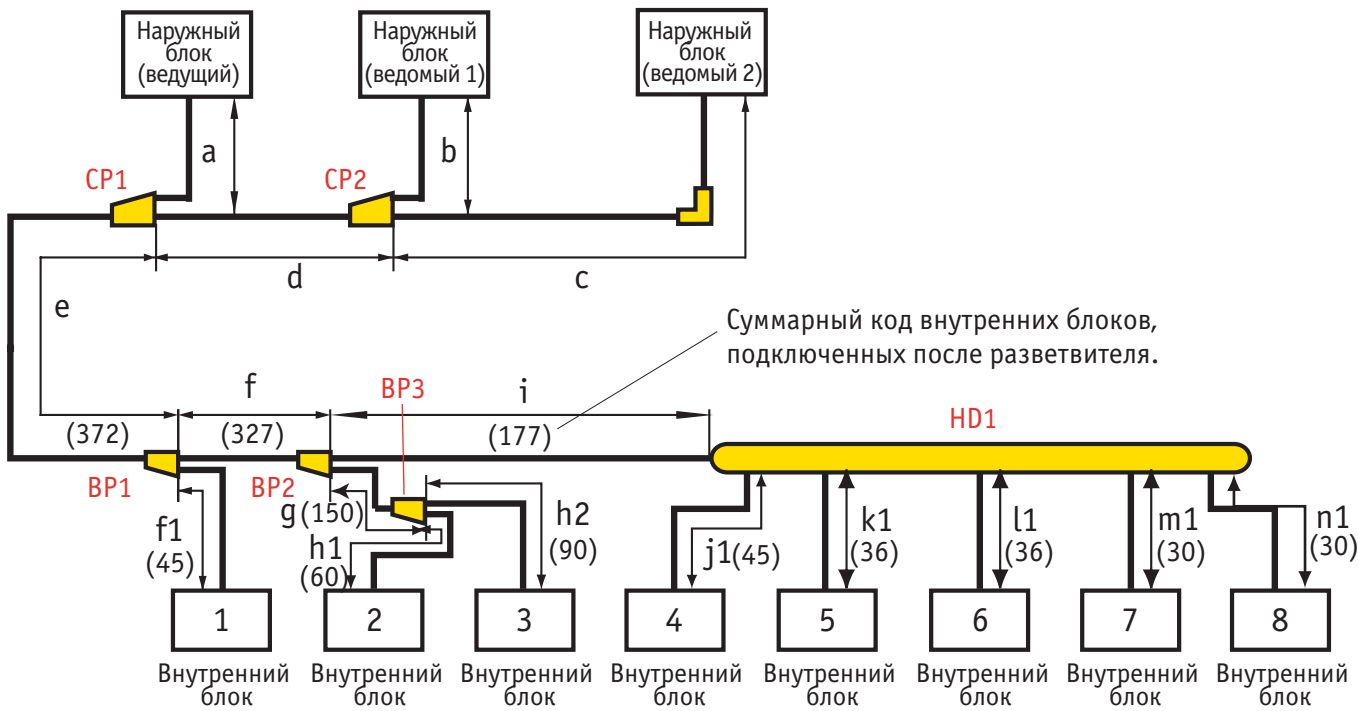 Наружный
блок
(ведущий)
Наружный
блок
(ведомый 1)
Наружный
блок
(ведомый 2)
a
b
CP1
CP2
d
c
e
Суммарный код внутренних блоков,
подключенных после разветвителя.
f
BP3
i
HD1
(372)
(327)
(177)
BP1
BP2
g (150)
f1
(45)
h1
(60)
h2
(90)
j1(45)
k1
(36)
l1
(36)
m1
(30)
n1
(30)
1
2
3
4
5
6
7
8
Внутренний
блок
Внутренний
блок
Внутренний
блок
Внутренний
блок
Внутренний
блок
Внутренний
блок
Внутренний
блок
Внутренний
блок